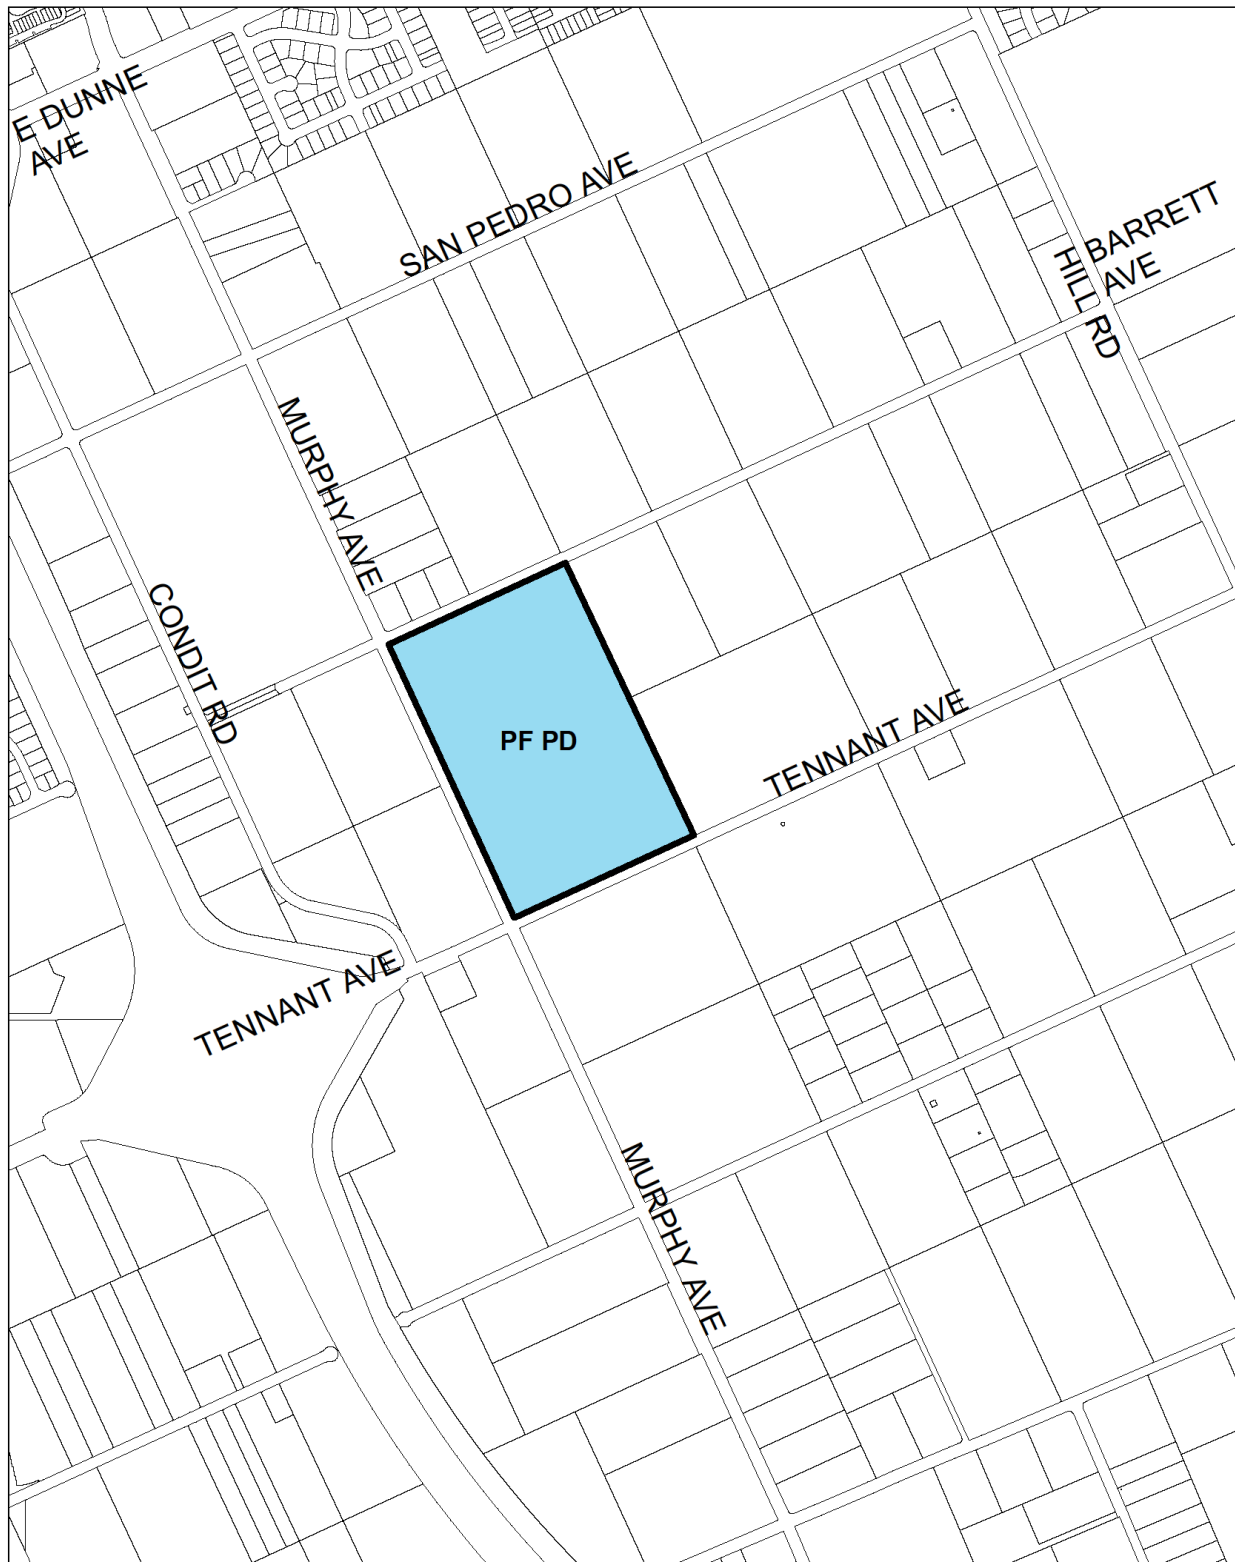 E DUNNE
AVE
SAN PEDRO AVE
BARRETT
AVE
HILL RD
MURPHY AVE
CONDIT RD
PF PD
TENNANT AVE
TENNANT AVE
MURPHY AVE